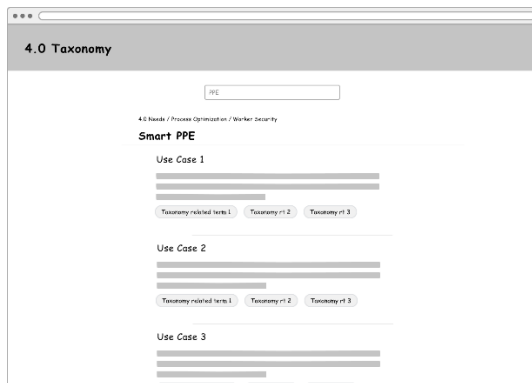 4.0 Taxonomy
PPE
4.0 Needs / Process Optimization / Worker Security
Smart PPE
Use Case 1
Taxonomy related term 1 Taxonomy rt 2 Taxonomy rt 3
Use Case 2
Taxonomy related term 1 Taxonomy rt 2 Taxonomy rt 3
Use Case 3